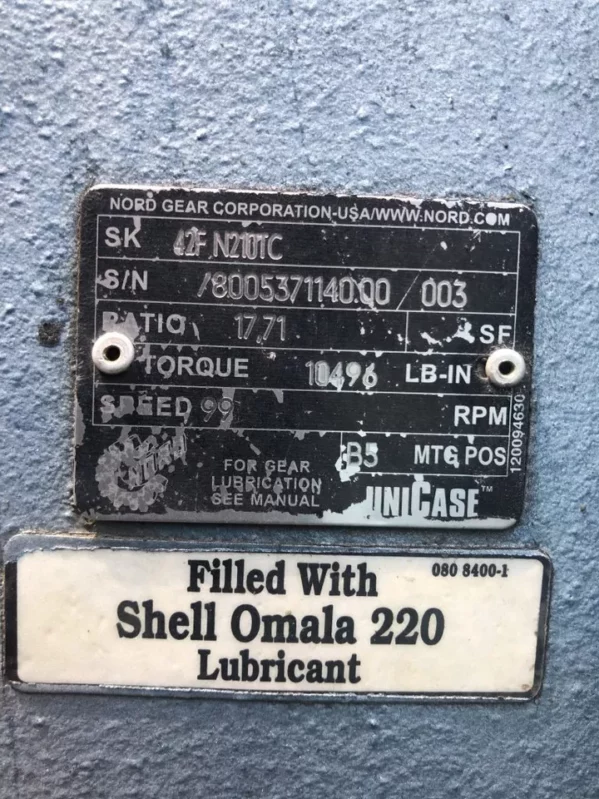 NORD GEAR CORPORATION-USA/WWW.NORD.COM
SK 42F N210TC
S/N /8005371140.00 / 003
RATIO 17.71 SF
TORQUE 10496 LB-IN
SPEED 99 RPM
120094630
NORD
B5 MTG POS
FOR GEAR
LUBRICATION
SEE MANUAL
UNICASE™
Filled With 080 8400-1
Shell Omala 220
Lubricant